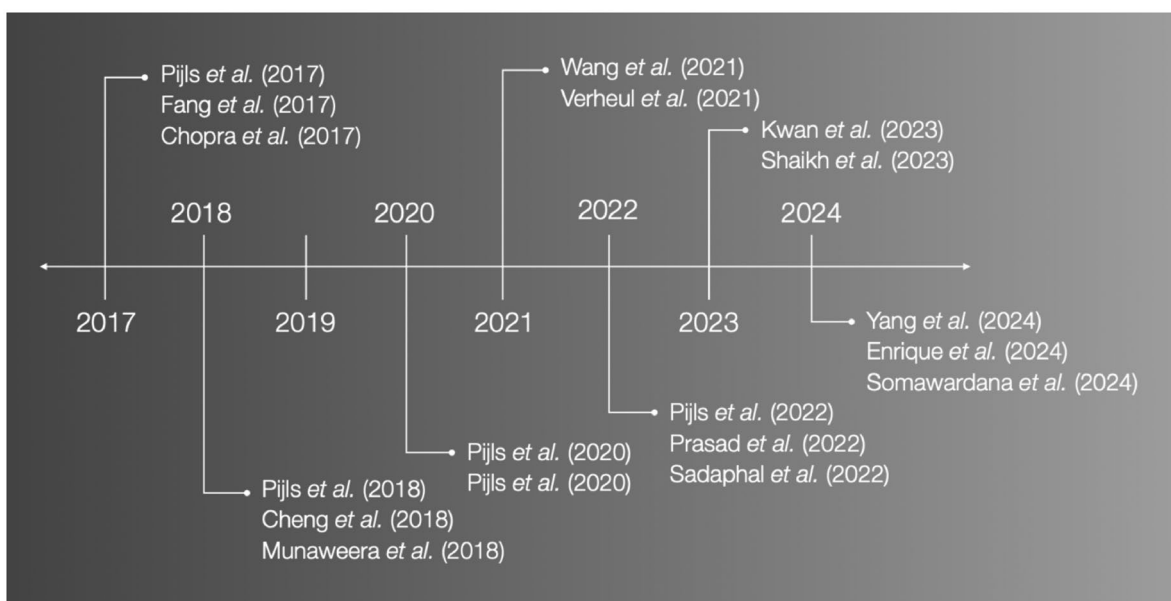 Pijls et al. (2017)
Fang et al. (2017)
Chopra et al. (2017)
Wang et al. (2021)
Verheul et al. (2021)
Kwan et al. (2023)
Shaikh et al. (2023)
2018
2020
2022
2024
2017
2019
2021
2023
Yang et al. (2024)
Enrique et al. (2024)
Somawardana et al. (2024)
Pijls et al. (2022)
Prasad et al. (2022)
Sadaphal et al. (2022)
Pijls et al. (2020)
Pijls et al. (2020)
Pijls et al. (2018)
Cheng et al. (2018)
Munaweera et al. (2018)